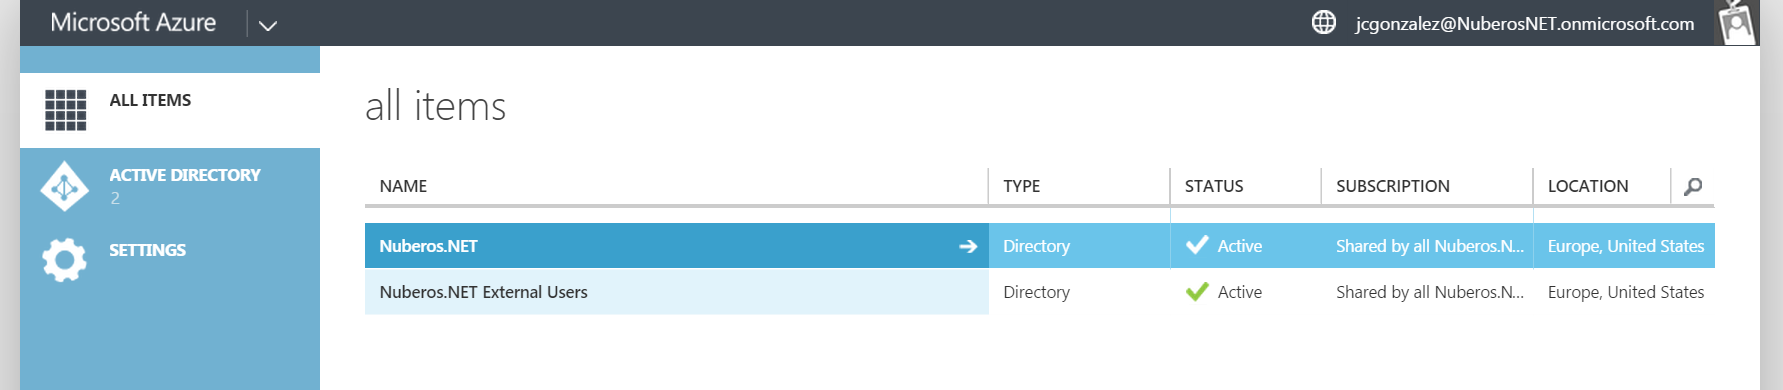 Microsoft Azure
jcgonzalez@NuberosNET.onmicrosoft.com
ALL ITEMS
ACTIVE DIRECTORY
2
SETTINGS
all items
NAME TYPE STATUS SUBSCRIPTION LOCATION
Nuberos.NET Directory Active Shared by all Nuberos.N... Europe, United States
Nuberos.NET External Users Directory Active Shared by all Nuberos.N... Europe, United States